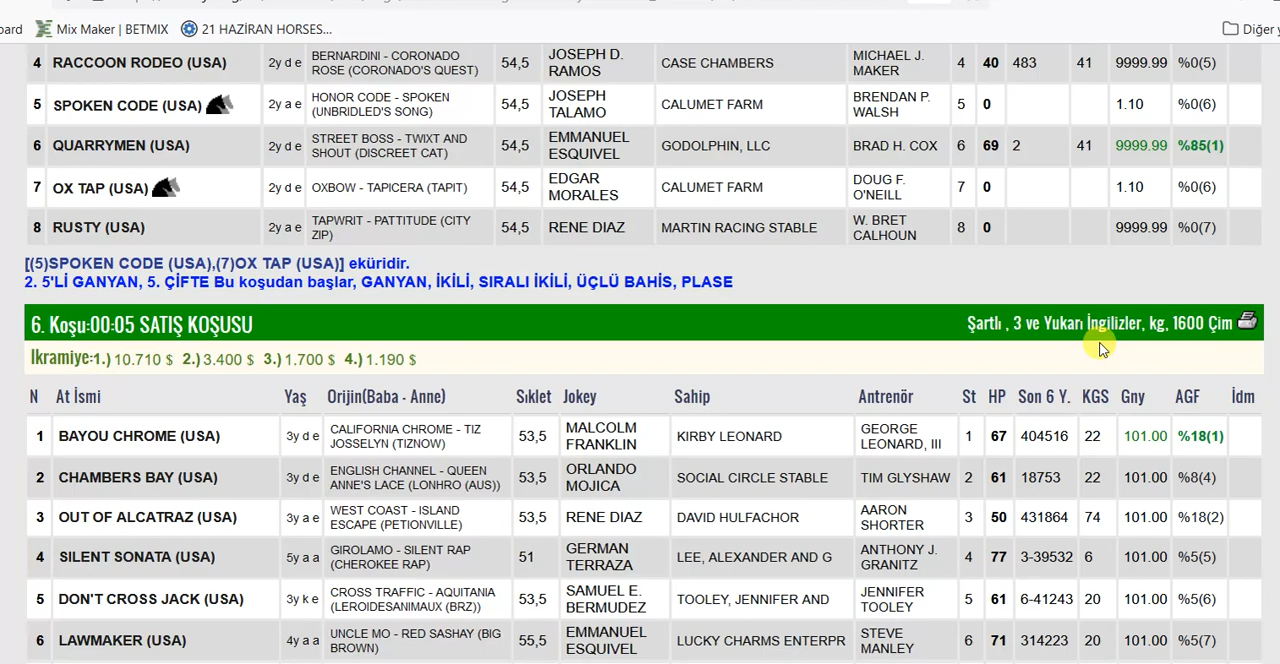 oard Mix Maker | BETMIX 21 HAZİRAN HORSES... Diğer y
4 RACCOON RODEO (USA) 2y d e BERNARDINI - CORONADO ROSE (CORONADO'S QUEST) 54,5 JOSEPH D. RAMOS CASE CHAMBERS MICHAEL J. MAKER 4 40 483 41 9999.99 %0(5)
5 SPOKEN CODE (USA) 2y a e HONOR CODE - SPOKEN (UNBRIDLED'S SONG) 54,5 JOSEPH TALAMO CALUMET FARM BRENDAN P. WALSH 5 0 1.10 %0(6)
6 QUARRYMEN (USA) 2y d e STREET BOSS - TWIXT AND SHOUT (DISCREET CAT) 54,5 EMMANUEL ESQUIVEL GODOLPHIN, LLC BRAD H. COX 6 69 2 41 9999.99 %85(1)
7 OX TAP (USA) 2y d e OXBOW - TAPICERA (TAPIT) 54,5 EDGAR MORALES CALUMET FARM DOUG F. O'NEILL 7 0 1.10 %0(6)
8 RUSTY (USA) 2y a e TAPWRIT - PATTITUDE (CITY ZIP) 54,5 RENE DIAZ MARTIN RACING STABLE W. BRET CALHOUN 8 0 9999.99 %0(7)
[(5)SPOKEN CODE (USA),(7)OX TAP (USA)] eküridir.
2. 5'Lİ GANYAN, 5. ÇİFTE Bu koşudan başlar, GANYAN, İKİLİ, SIRALI İKİLİ, ÜÇLÜ BAHİS, PLASE
6. Koşu:00:05 SATIŞ KOŞUSU Şartlı , 3 ve Yukarı İngilizler, kg, 1600 Çim
İkramiye:1.) 10.710 $ 2.) 3.400 $ 3.) 1.700 $ 4.) 1.190 $
N At İsmi Yaş Orijin(Baba - Anne) Sıklet Jokey Sahip Antrenör St HP Son 6 Y. KGS Gny AGF İdm
1 BAYOU CHROME (USA) 3y d e CALIFORNIA CHROME - TIZ JOSSELYN (TIZNOW) 53,5 MALCOLM FRANKLIN KIRBY LEONARD GEORGE LEONARD, III 1 67 404516 22 101.00 %18(1)
2 CHAMBERS BAY (USA) 3y d e ENGLISH CHANNEL - QUEEN ANNE'S LACE (LONHRO (AUS)) 53,5 ORLANDO MOJICA SOCIAL CIRCLE STABLE TIM GLYSHAW 2 61 18753 22 101.00 %8(4)
3 OUT OF ALCATRAZ (USA) 3y a e WEST COAST - ISLAND ESCAPE (PETIONVILLE) 53,5 RENE DIAZ DAVID HULFACHOR AARON SHORTER 3 50 431864 74 101.00 %18(2)
4 SILENT SONATA (USA) 5y a a GIROLAMO - SILENT RAP (CHEROKEE RAP) 51 GERMAN TERRAZA LEE, ALEXANDER AND G ANTHONY J. GRANITZ 4 77 3-39532 6 101.00 %5(5)
5 DON'T CROSS JACK (USA) 3y k e CROSS TRAFFIC - AQUITANIA (LEROIDESANIMAUX (BRZ)) 53,5 SAMUEL E. BERMUDEZ TOOLEY, JENNIFER AND JENNIFER TOOLEY 5 61 6-41243 20 101.00 %5(6)
6 LAWMAKER (USA) 4y a a UNCLE MO - RED SASHAY (BIG BROWN) 55,5 EMMANUEL ESQUIVEL LUCKY CHARMS ENTERPR STEVE MANLEY 6 71 314223 20 101.00 %5(7)